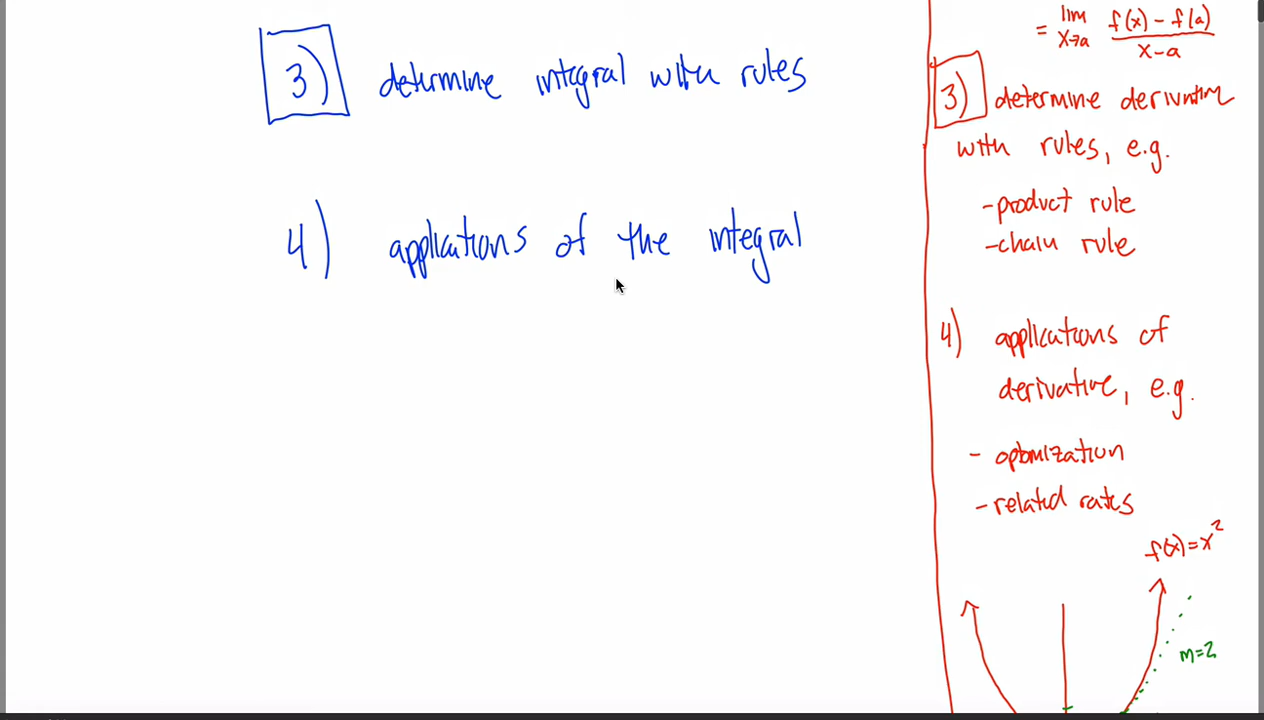 3) determine integral with rules
4) applications of the integral
= lim x→a f(x) - f(a) / x - a
3) determine derivative
with rules, e.g.
- product rule
- chain rule
4) applications of
derivative, e.g.
- optimization
- related rates
f(x) = x²
m=2